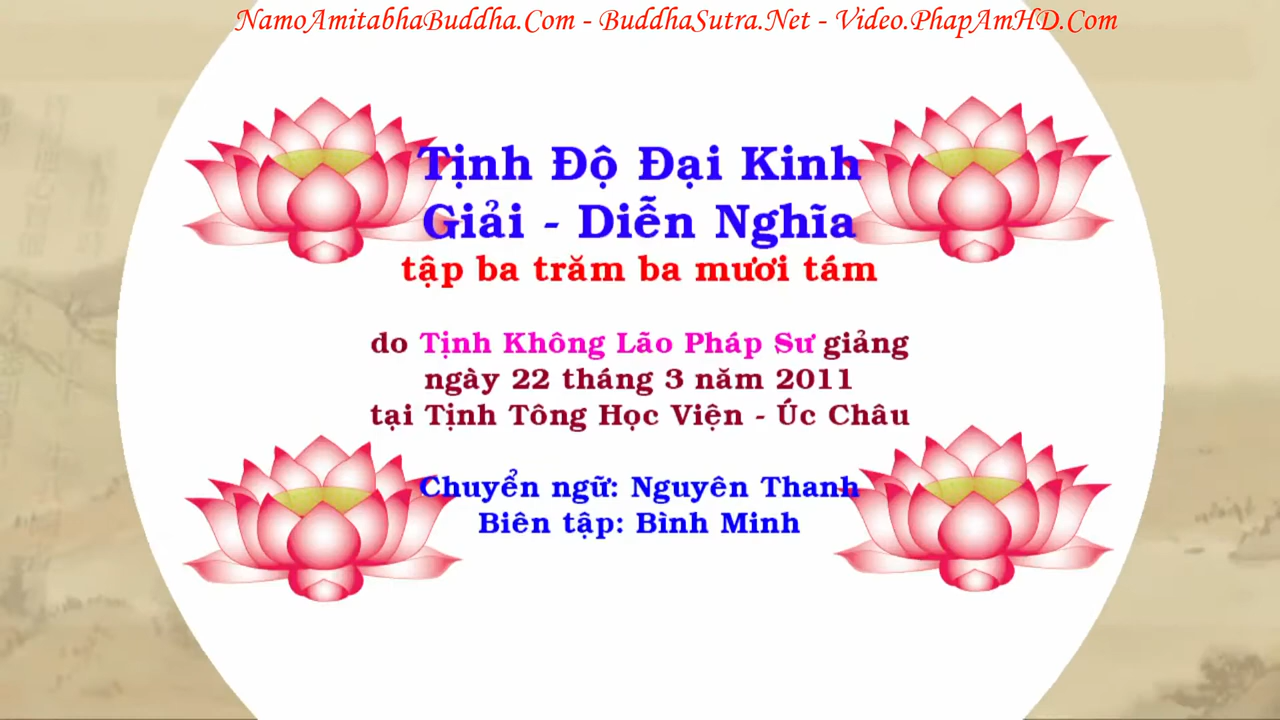 NamoAmitabhaBuddha.Com - BuddhaSutra.Net - Video.PhapAmHD.Com
Tịnh Độ Đại Kinh
Giải - Diễn Nghĩa
tập ba trăm ba mươi tám
do Tịnh Không Lão Pháp Sư giảng
ngày 22 tháng 3 năm 2011
tại Tịnh Tông Học Viện - Úc Châu
Chuyển ngữ: Nguyên Thanh
Biên tập: Bình Minh